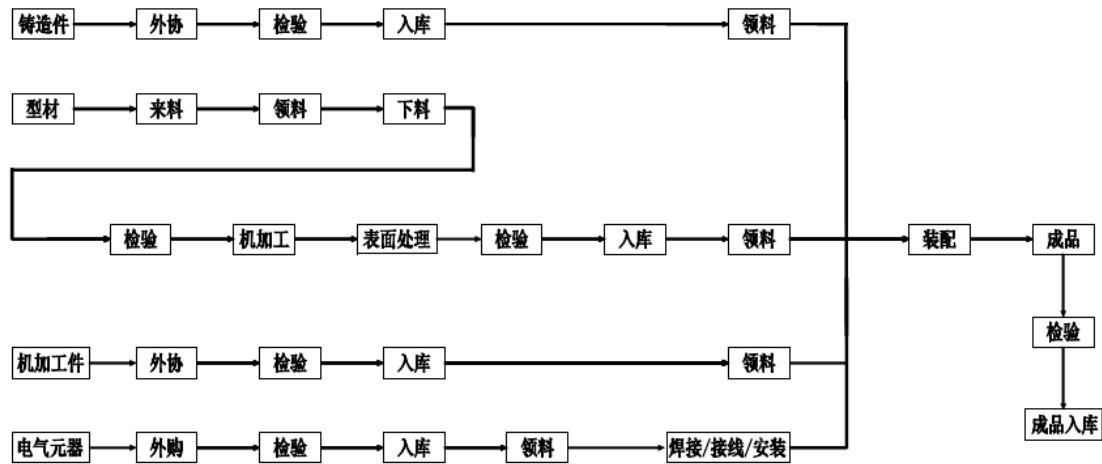 铸造件 外协 检验 入库 领料
型材 来料 领料 下料
检验 机加工 表面处理 检验 入库 领料 装配 成品
检验
机加工件 外协 检验 入库 领料
成品入库
电气元器 外购 检验 入库 领料 焊接/接线/安装